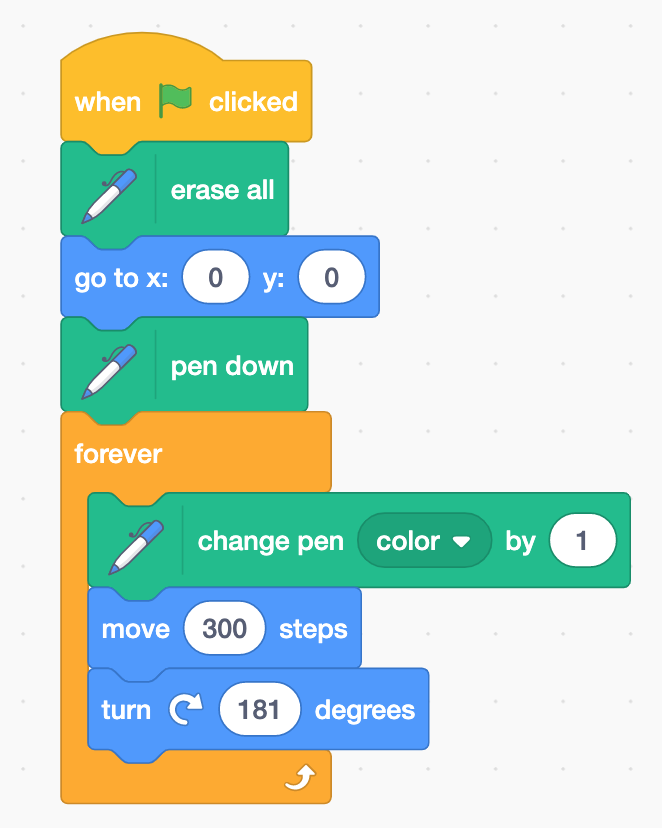 when clicked
erase all
go to x: 0 y: 0
pen down
forever
change pen color by 1
move 300 steps
turn 181 degrees